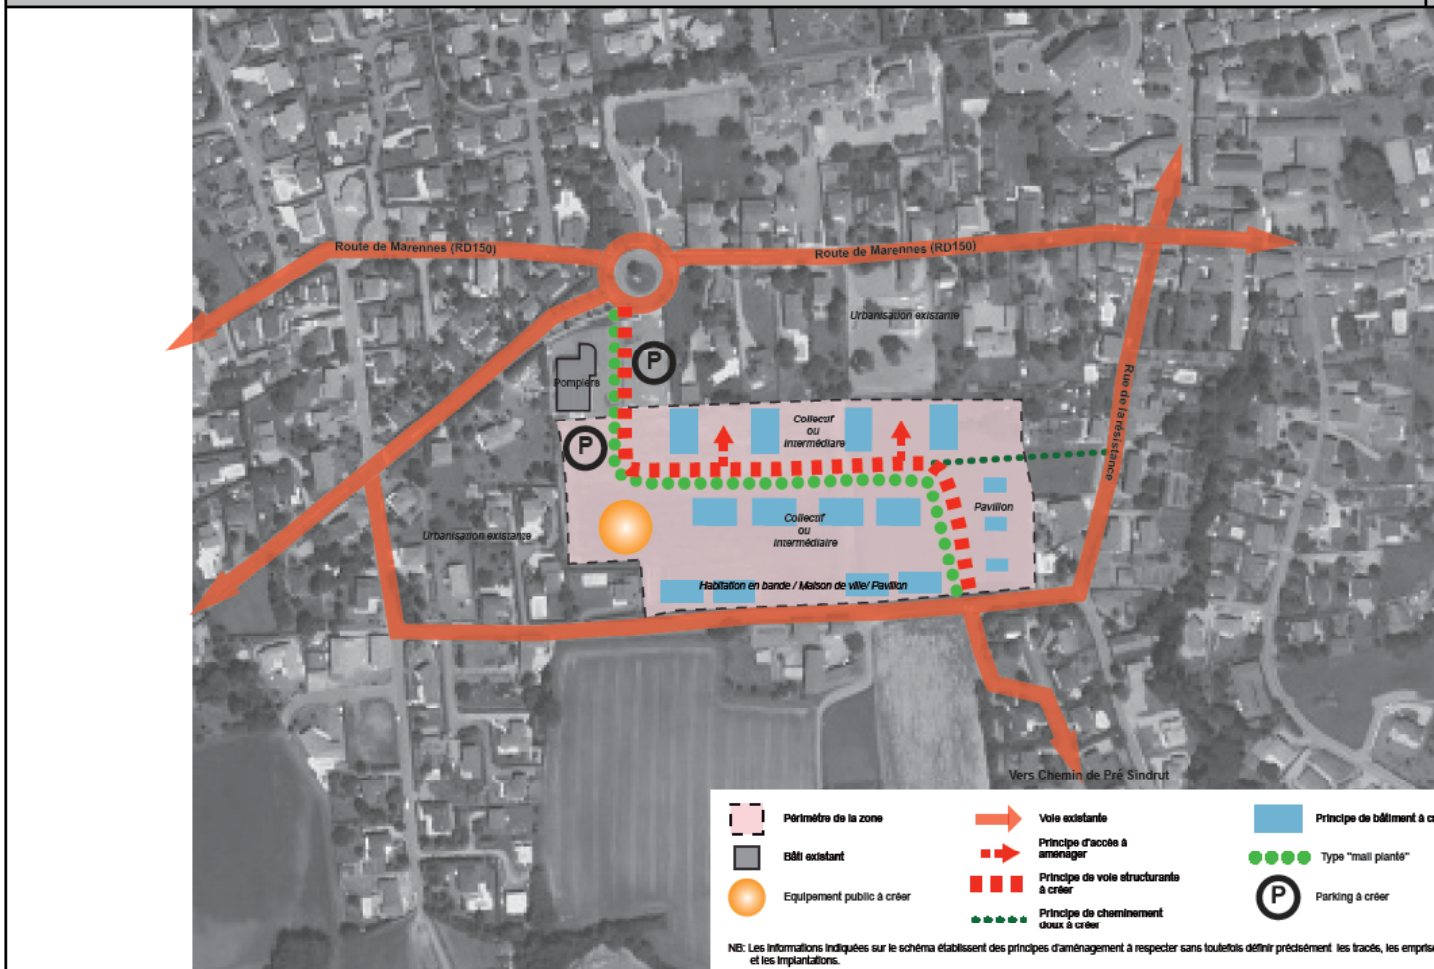 Route de Marennes (RD150)
Route de Marennes (RD150)
Urbanisation existante
P
Pompiers
Rue de la résistance
Collectif
ou
intermédiare
P
Pavillon
Collectif
ou
intermédiaire
Urbanisation existante
Habitation en bande / Maison de ville/ Pavillon
Vers Chemin de Pré Sindrut
Périmètre de la zone
Bâti existant
Equipement public à créer
Voie existante
Principe d'accès à
aménager
Principe de voie structurante
à créer
Principe de cheminement
doux à créer
Principe de bâtiment à
Type "mail planté"
P
Parking à créer
NB: Les informations indiquées sur le schéma établissent des principes d'aménagement à respecter sans toutefois définir précisément les tracés, les
et les implantations.